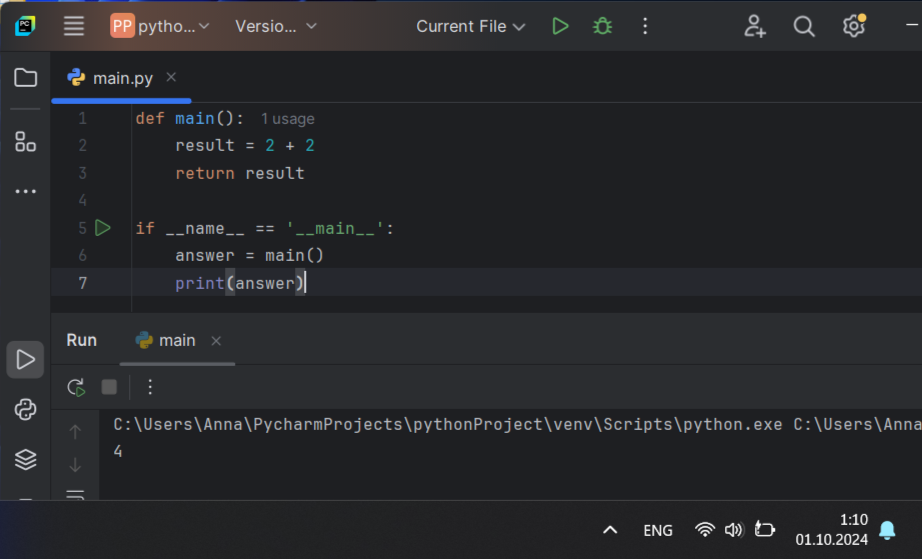 PC
PP pytho... Versio... Current File
main.py
1 def main(): 1 usage
2     result = 2 + 2
3     return result
4
5 if __name__ == '__main__':
6     answer = main()
7     print(answer)
Run main
C:\Users\Anna\PycharmProjects\pythonProject\venv\Scripts\python.exe C:\Users\Anna
4
ENG
1:10
01.10.2024